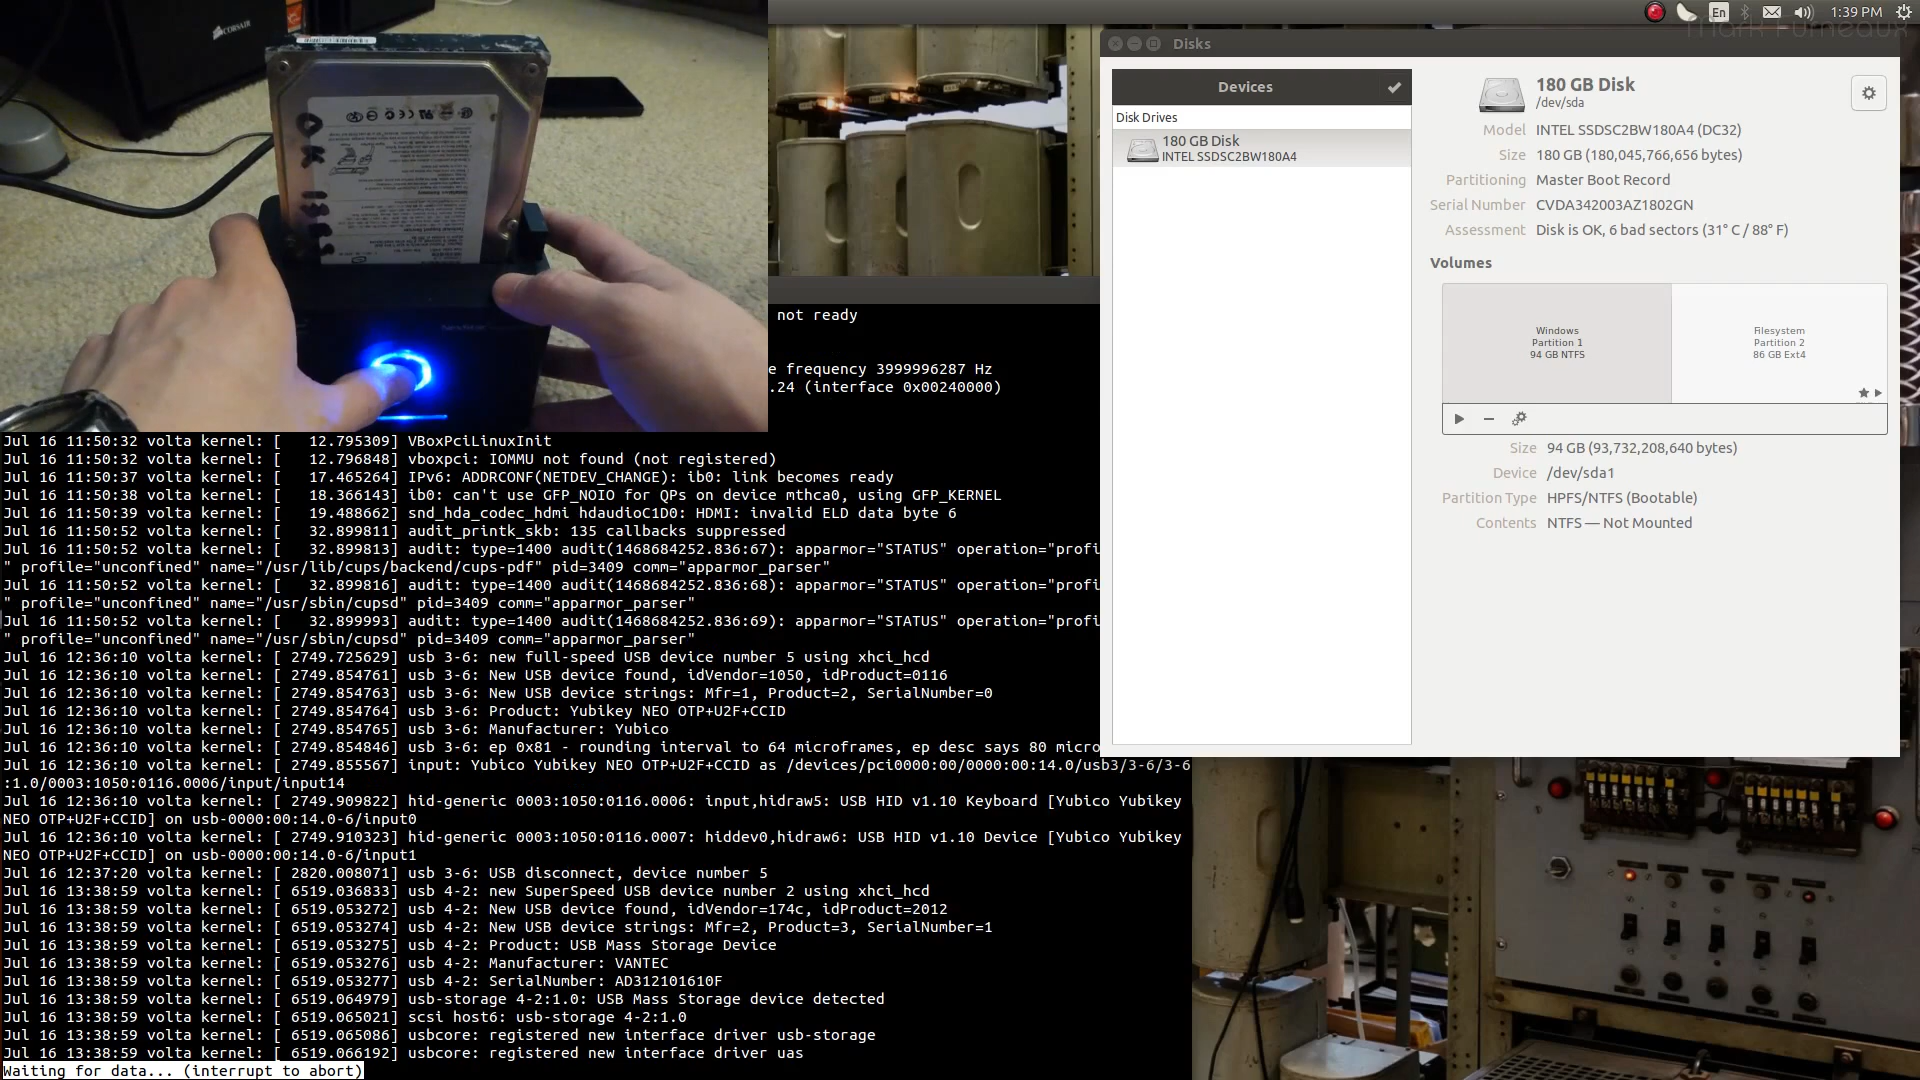 CORSAIR
OK IBFS
En
1:39 PM
Mark Furneaux
Disks
Devices
Disk Drives
180 GB Disk
INTEL SSDSC2BW180A4
180 GB Disk
/dev/sda
Model INTEL SSDSC2BW180A4 (DC32)
Size 180 GB (180,045,766,656 bytes)
Partitioning Master Boot Record
Serial Number CVDA342003AZ1802GN
Assessment Disk is OK, 6 bad sectors (31° C / 88° F)
Volumes
Windows
Partition 1
94 GB NTFS
Filesystem
Partition 2
86 GB Ext4
Size 94 GB (93,732,208,640 bytes)
Device /dev/sda1
Partition Type HPFS/NTFS (Bootable)
Contents NTFS — Not Mounted
not ready
e frequency 3999996287 Hz
.24 (interface 0x00240000)
Jul 16 11:50:32 volta kernel: [   12.795309] VBoxPciLinuxInit
Jul 16 11:50:32 volta kernel: [   12.796848] vboxpci: IOMMU not found (not registered)
Jul 16 11:50:37 volta kernel: [   17.465264] IPv6: ADDRCONF(NETDEV_CHANGE): ib0: link becomes ready
Jul 16 11:50:38 volta kernel: [   18.366143] ib0: can't use GFP_NOIO for QPs on device mthca0, using GFP_KERNEL
Jul 16 11:50:39 volta kernel: [   19.488662] snd_hda_codec_hdmi hdaudioC1D0: HDMI: invalid ELD data byte 6
Jul 16 11:50:52 volta kernel: [   32.899811] audit_printk_skb: 135 callbacks suppressed
Jul 16 11:50:52 volta kernel: [   32.899813] audit: type=1400 audit(1468684252.836:67): apparmor="STATUS" operation="profi
" profile="unconfined" name="/usr/lib/cups/backend/cups-pdf" pid=3409 comm="apparmor_parser"
Jul 16 11:50:52 volta kernel: [   32.899816] audit: type=1400 audit(1468684252.836:68): apparmor="STATUS" operation="profi
" profile="unconfined" name="/usr/sbin/cupsd" pid=3409 comm="apparmor_parser"
Jul 16 11:50:52 volta kernel: [   32.899993] audit: type=1400 audit(1468684252.836:69): apparmor="STATUS" operation="profi
" profile="unconfined" name="/usr/sbin/cupsd" pid=3409 comm="apparmor_parser"
Jul 16 12:36:10 volta kernel: [ 2749.725629] usb 3-6: new full-speed USB device number 5 using xhci_hcd
Jul 16 12:36:10 volta kernel: [ 2749.854761] usb 3-6: New USB device found, idVendor=1050, idProduct=0116
Jul 16 12:36:10 volta kernel: [ 2749.854763] usb 3-6: New USB device strings: Mfr=1, Product=2, SerialNumber=0
Jul 16 12:36:10 volta kernel: [ 2749.854764] usb 3-6: Product: Yubikey NEO OTP+U2F+CCID
Jul 16 12:36:10 volta kernel: [ 2749.854765] usb 3-6: Manufacturer: Yubico
Jul 16 12:36:10 volta kernel: [ 2749.854846] usb 3-6: ep 0x81 - rounding interval to 64 microframes, ep desc says 80 micro
Jul 16 12:36:10 volta kernel: [ 2749.855567] input: Yubico Yubikey NEO OTP+U2F+CCID as /devices/pci0000:00/0000:00:14.0/usb3/3-6/3-6
:1.0/0003:1050:0116.0006/input/input14
Jul 16 12:36:10 volta kernel: [ 2749.909822] hid-generic 0003:1050:0116.0006: input,hidraw5: USB HID v1.10 Keyboard [Yubico Yubikey
NEO OTP+U2F+CCID] on usb-0000:00:14.0-6/input0
Jul 16 12:36:10 volta kernel: [ 2749.910323] hid-generic 0003:1050:0116.0007: hiddev0,hidraw6: USB HID v1.10 Device [Yubico Yubikey
NEO OTP+U2F+CCID] on usb-0000:00:14.0-6/input1
Jul 16 12:37:20 volta kernel: [ 2820.008071] usb 3-6: USB disconnect, device number 5
Jul 16 13:38:59 volta kernel: [ 6519.036833] usb 4-2: new SuperSpeed USB device number 2 using xhci_hcd
Jul 16 13:38:59 volta kernel: [ 6519.053272] usb 4-2: New USB device found, idVendor=174c, idProduct=2012
Jul 16 13:38:59 volta kernel: [ 6519.053274] usb 4-2: New USB device strings: Mfr=2, Product=3, SerialNumber=1
Jul 16 13:38:59 volta kernel: [ 6519.053275] usb 4-2: Product: USB Mass Storage Device
Jul 16 13:38:59 volta kernel: [ 6519.053276] usb 4-2: Manufacturer: VANTEC
Jul 16 13:38:59 volta kernel: [ 6519.053277] usb 4-2: SerialNumber: AD312101610F
Jul 16 13:38:59 volta kernel: [ 6519.064979] usb-storage 4-2:1.0: USB Mass Storage device detected
Jul 16 13:38:59 volta kernel: [ 6519.065021] scsi host6: usb-storage 4-2:1.0
Jul 16 13:38:59 volta kernel: [ 6519.065086] usbcore: registered new interface driver usb-storage
Jul 16 13:38:59 volta kernel: [ 6519.066192] usbcore: registered new interface driver uas
Waiting for data... (interrupt to abort)